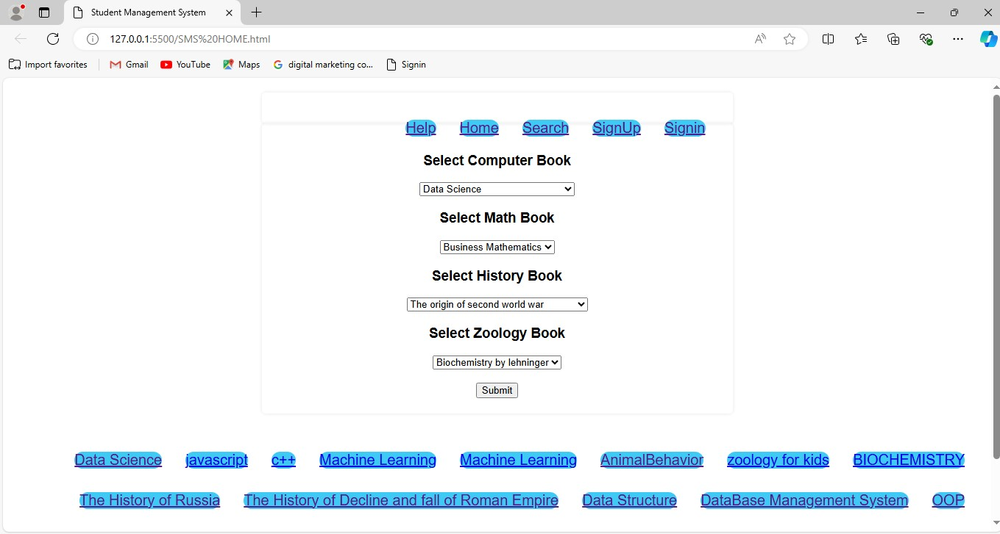 Student Management System
127.0.0.1:5500/SMS%20HOME.html
Import favorites Gmail YouTube Maps digital marketing co... Signin
Help Home Search SignUp Signin
Select Computer Book
Data Science
Select Math Book
Business Mathematics
Select History Book
The origin of second world war
Select Zoology Book
Biochemistry by lehninger
Submit
Data Science javascript c++ Machine Learning Machine Learning AnimalBehavior zoology for kids BIOCHEMISTRY
The History of Russia The History of Decline and fall of Roman Empire Data Structure DataBase Management System OOP